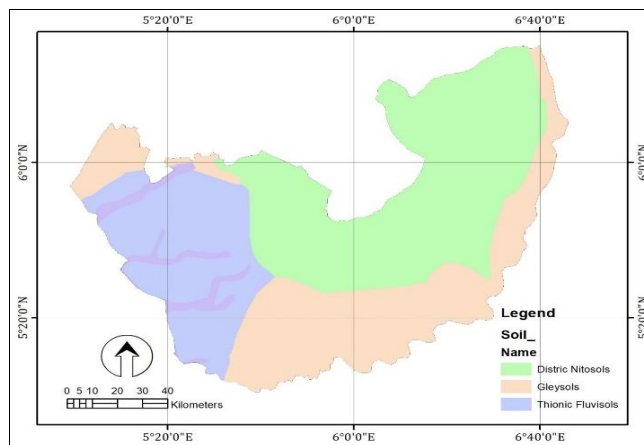 5°20'0"E 6°0'0"E 6°40'0"E
6°0'0"N 6°0'0"N
5°20'0"N 5°20'0"N
Legend
Soil_
Name
Distric Nitosols
Gleysols
Thionic Fluvisols
0 5 10 20 30 40
Kilometers
5°20'0"E 6°0'0"E 6°40'0"E